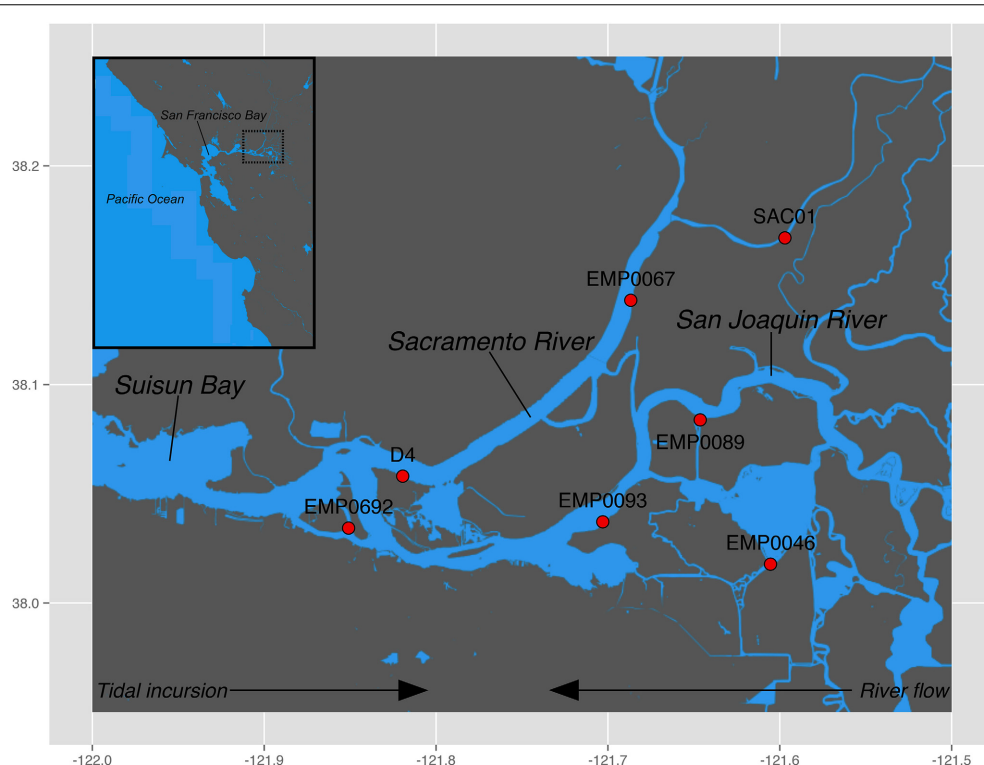 San Francisco Bay
Pacific Ocean
SAC01
EMP0067
San Joaquin River
Sacramento River
Suisun Bay
EMP0089
D4
EMP0093
EMP0692
EMP0046
Tidal incursion
River flow
38.2
38.1
38.0
-122.0
-121.9
-121.8
-121.7
-121.6
-121.5